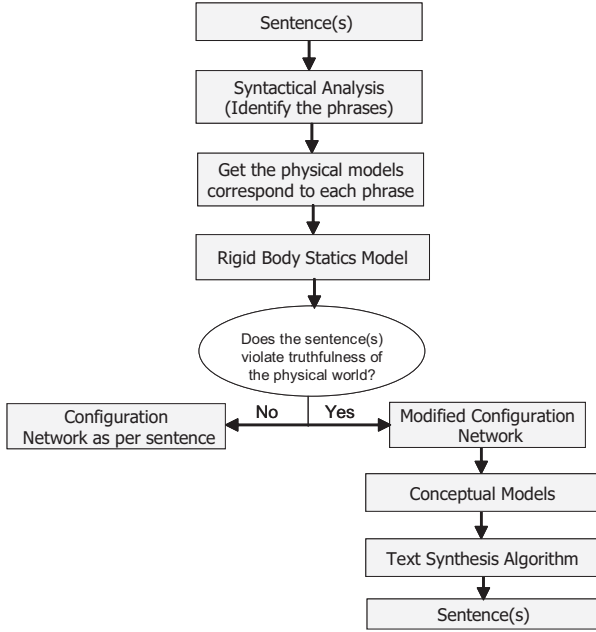 Sentence(s)
Syntactical Analysis
(Identify the phrases)
Get the physical models
correspond to each phrase
Rigid Body Statics Model
Does the sentence(s)
violate truthfulness of
the physical world?
No
Yes
Configuration
Network as per sentence
Modified Configuration
Network
Conceptual Models
Text Synthesis Algorithm
Sentence(s)